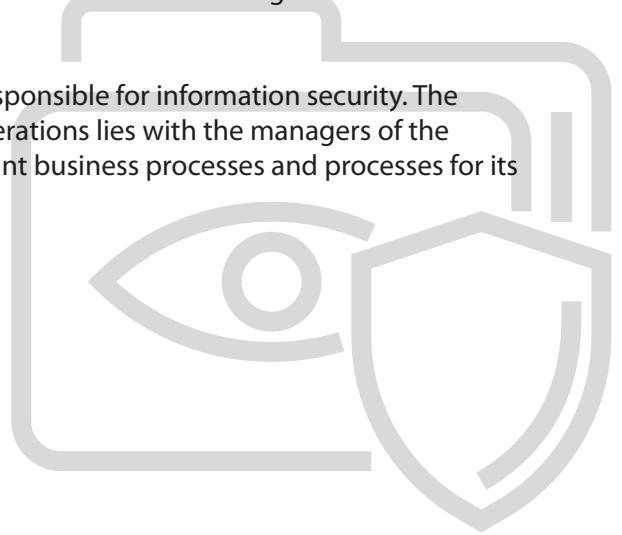 sponsible for information security. The
erations lies with the managers of the
nt business processes and processes for its